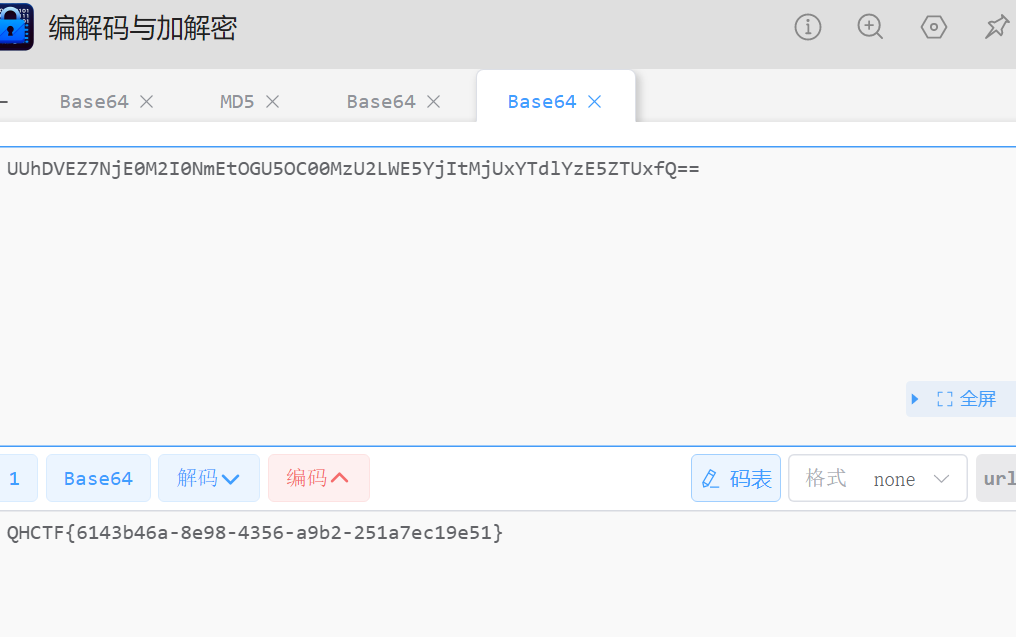 编解码与加解密
Base64 MD5 Base64 Base64
UUhDVEZ7NjE0M2I0NmEtOGU5OC00MzU2LWE5YjItMjUxYTdlYzE5ZTUxfQ==
全屏
1 Base64 解码 编码 码表 格式 none url
QHCTF{6143b46a-8e98-4356-a9b2-251a7ec19e51}